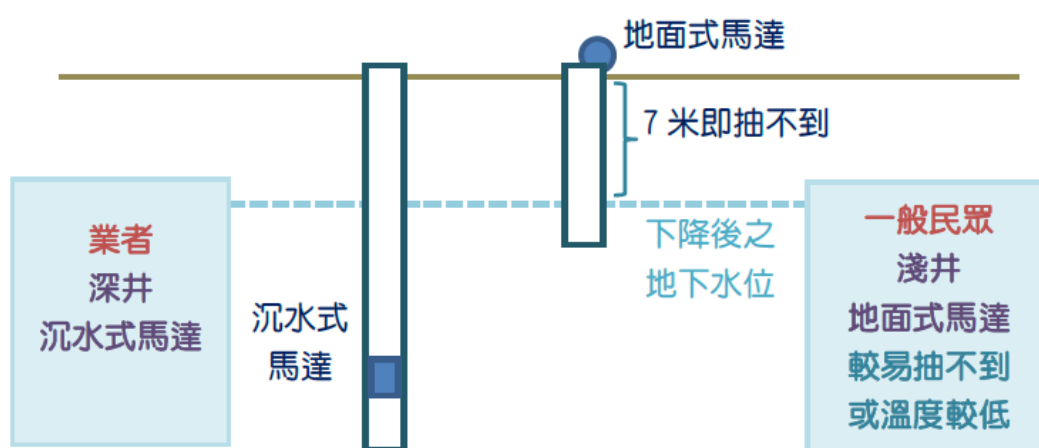 地面式馬達
7 米即抽不到
業者
深井
沉水式馬達
沉水式
馬達
下降後之
地下水位
一般民眾
淺井
地面式馬達
較易抽不到
或溫度較低